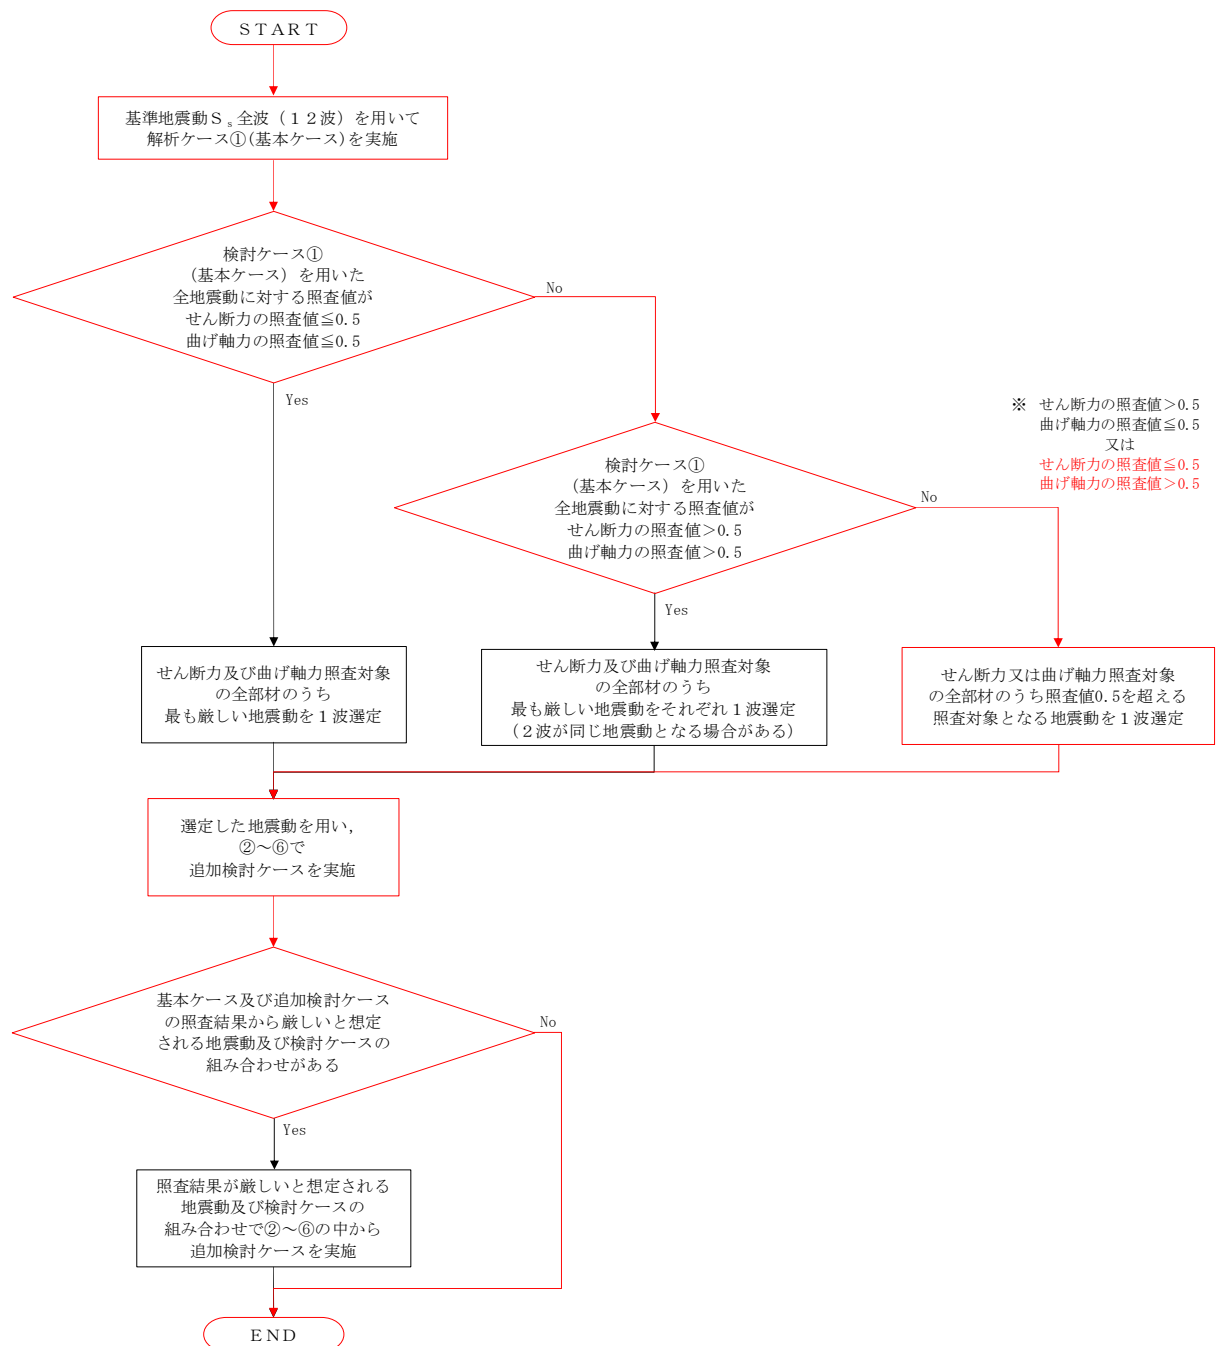 ＳＴＡＲＴ
基準地震動Ｓｓ全波（１２波）を用いて
解析ケース①(基本ケース)を実施
検討ケース①
（基本ケース）を用いた
全地震動に対する照査値が
せん断力の照査値≦0.5
曲げ軸力の照査値≦0.5
No
Yes
※ せん断力の照査値＞0.5
曲げ軸力の照査値≦0.5
又は
せん断力の照査値≦0.5
曲げ軸力の照査値＞0.5
検討ケース①
（基本ケース）を用いた
全地震動に対する照査値が
せん断力の照査値＞0.5
曲げ軸力の照査値＞0.5
No
Yes
せん断力及び曲げ軸力照査対象
の全部材のうち
最も厳しい地震動を１波選定
せん断力及び曲げ軸力照査対象
の全部材のうち
最も厳しい地震動をそれぞれ１波選定
（２波が同じ地震動となる場合がある）
せん断力又は曲げ軸力照査対象
の全部材のうち照査値0.5を超える
照査対象となる地震動を１波選定
選定した地震動を用い，
②～⑥で
追加検討ケースを実施
基本ケース及び追加検討ケース
の照査結果から厳しいと想定
される地震動及び検討ケースの
組み合わせがある
No
Yes
照査結果が厳しいと想定される
地震動及び検討ケースの
組み合わせで②～⑥の中から
追加検討ケースを実施
ＥＮＤ